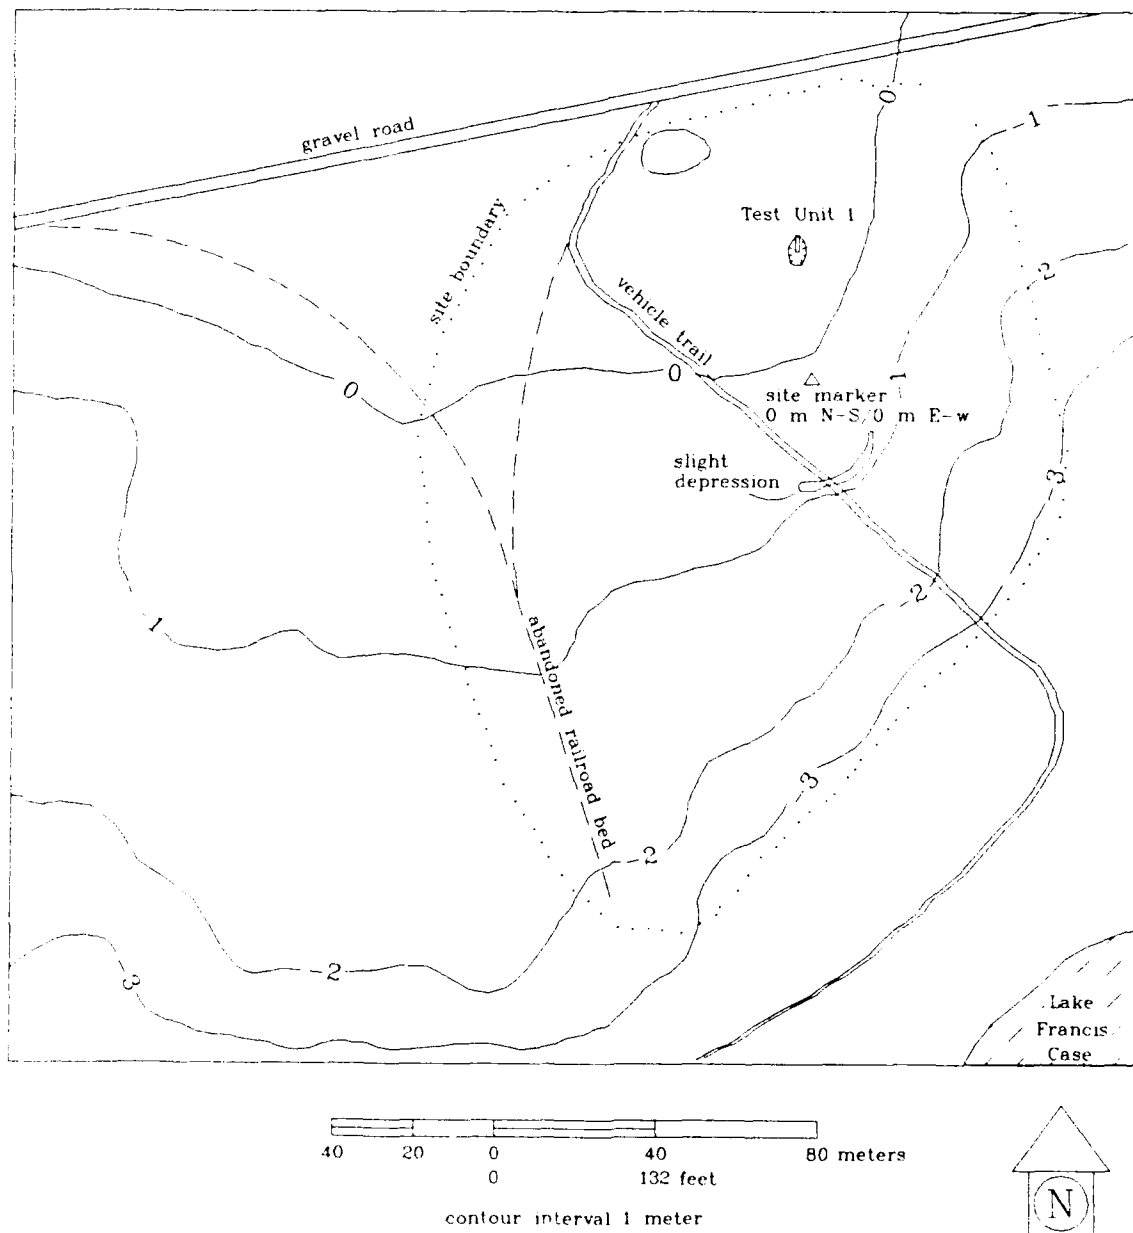 0
-1
gravel road
Test Unit 1
site boundary
2
vehicle trail
0
0
1
site marker
0 m N-S/0 m E-w
slight
depression
3
2
1
abandoned railroad bed
3
2
2
3
Lake
Francis
Case
40 20 0 40 80 meters
0 132 feet
contour interval 1 meter
N